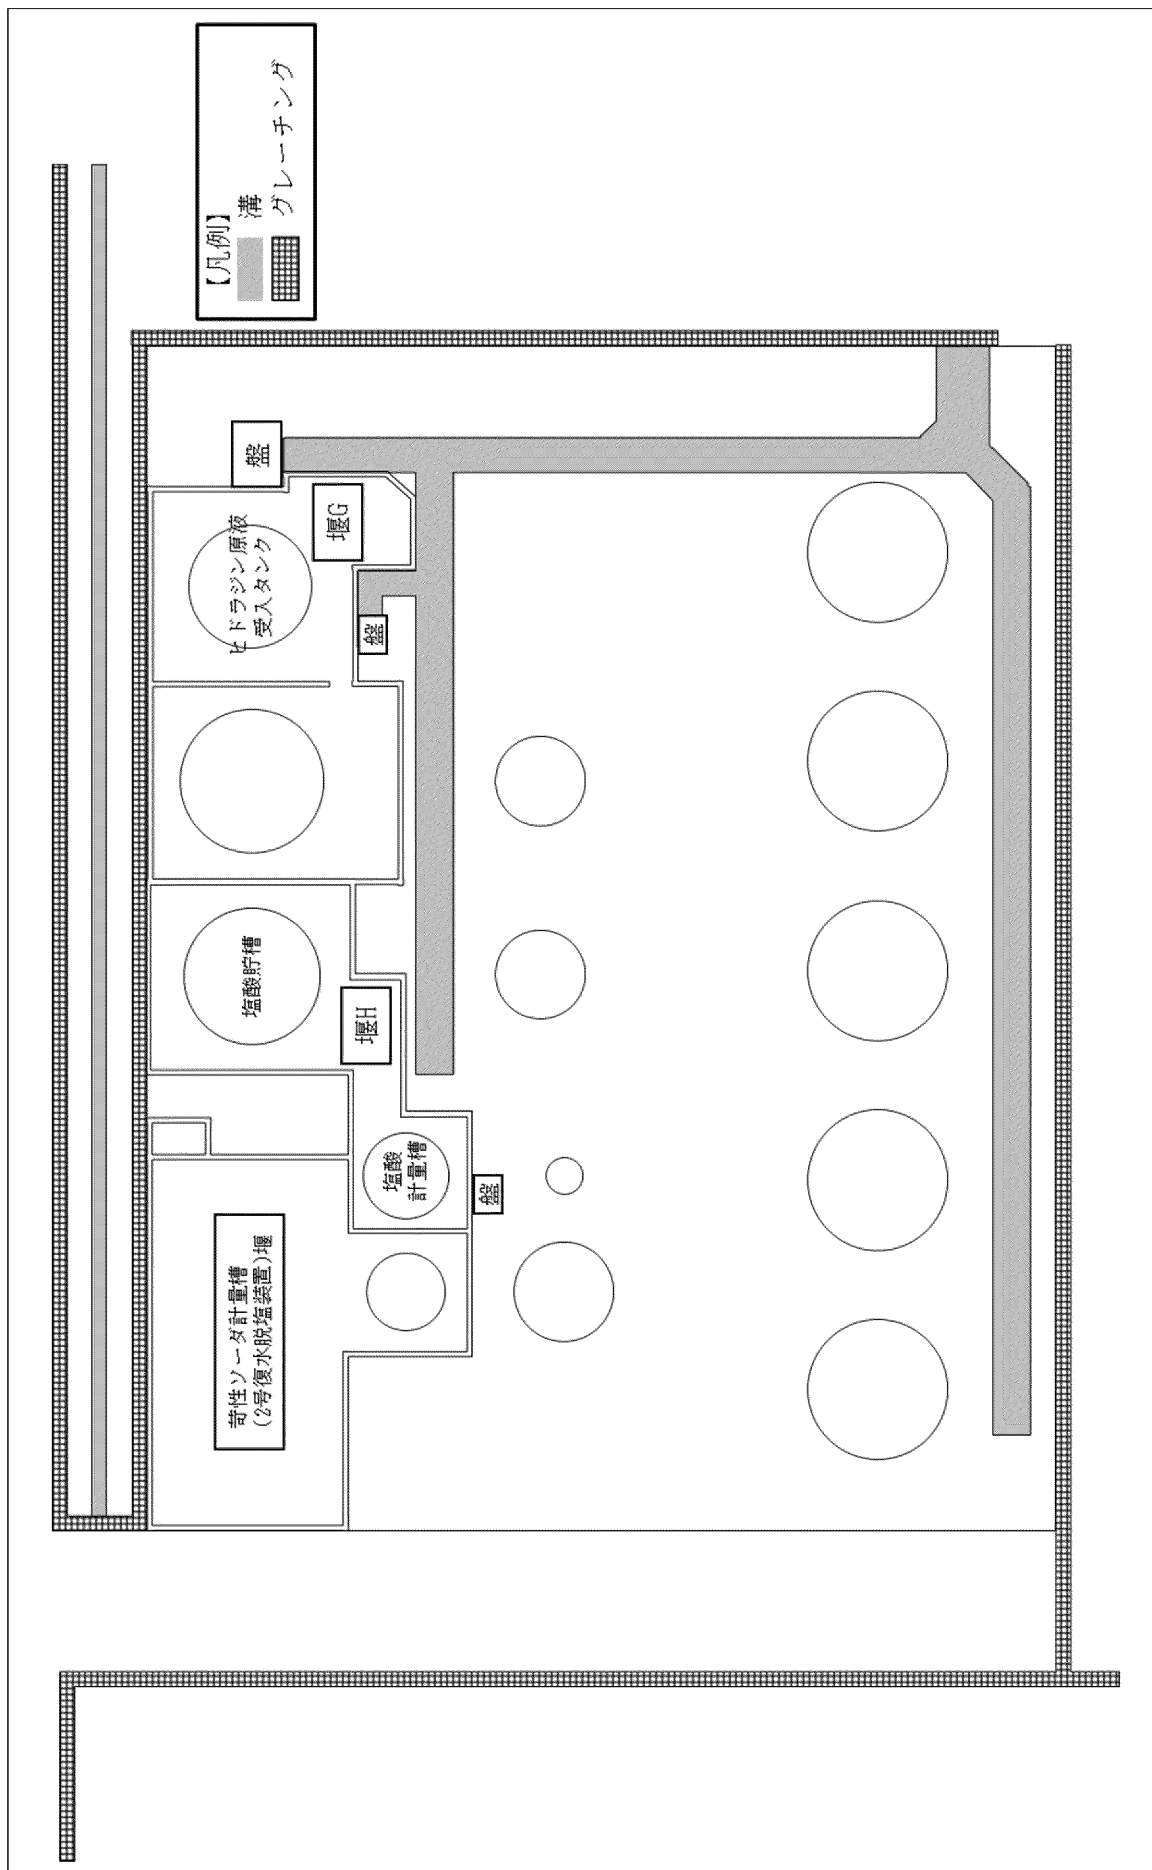 【凡例】
溝
グレーチング
盤
ヒドラジン原液
受入タンク
堰G
盤
塩酸貯槽
堰H
塩酸
計量槽
盤
苛性ソーダ計量槽
(2号復水脱塩装置)堰